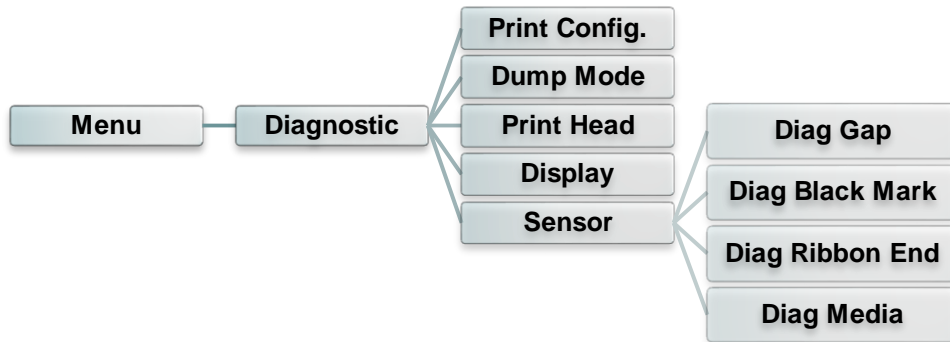 Menu
Diagnostic
Print Config.
Dump Mode
Print Head
Display
Sensor
Diag Gap
Diag Black Mark
Diag Ribbon End
Diag Media